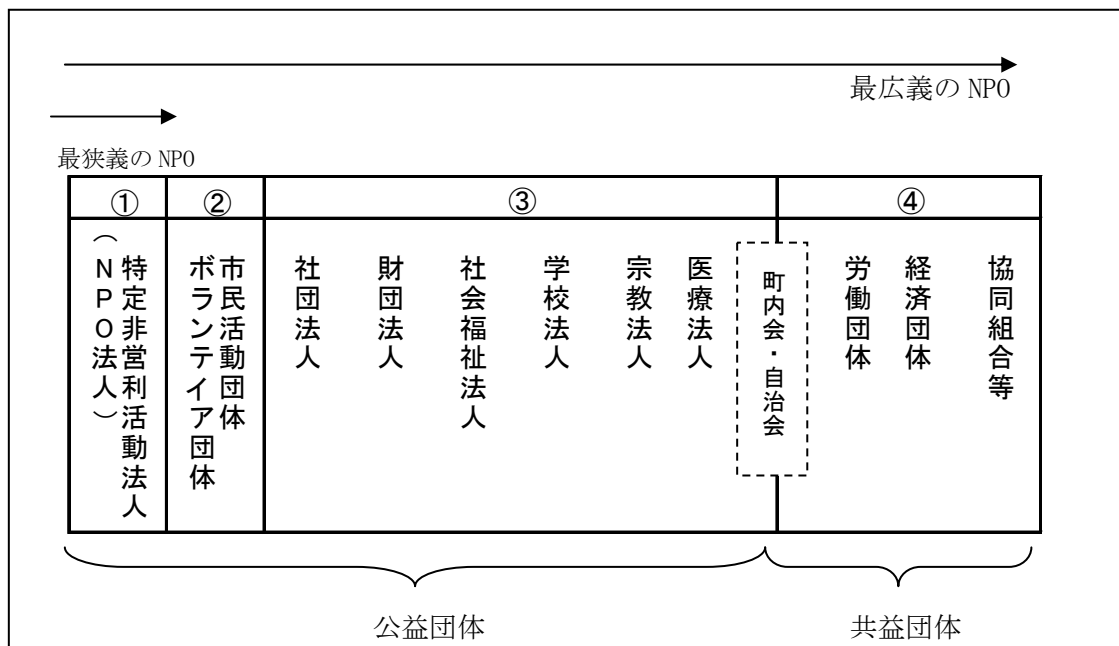 最広義の NPO
最狭義の NPO
①
②
③
④
特定非営利活動法人
（NPO法人）
市民活動団体
ボランテイア団体
社団法人
財団法人
社会福祉法人
学校法人
宗教法人
医療法人
町内会・自治会
労働団体
経済団体
協同組合等
公益団体
共益団体